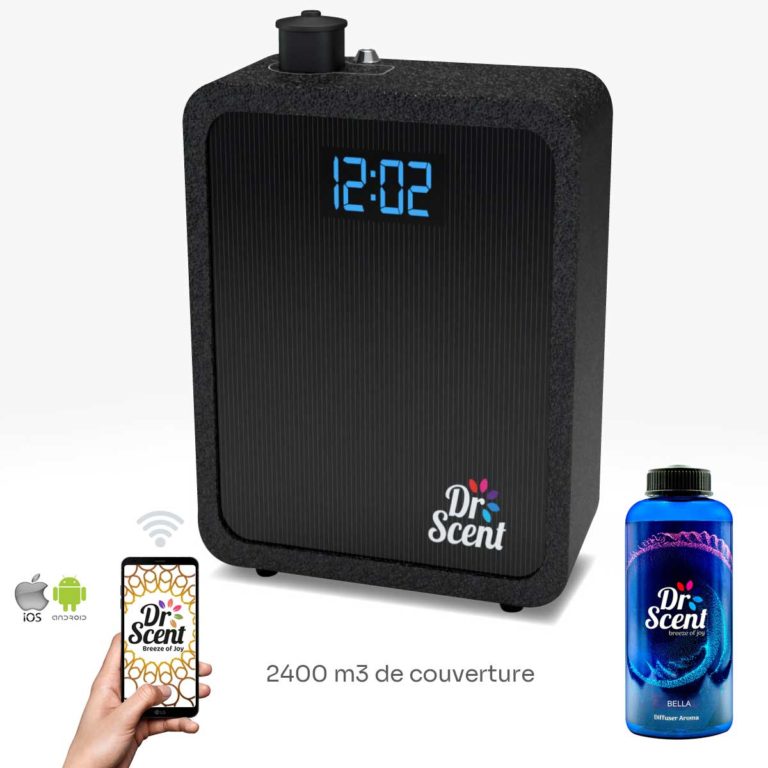 12:02
Dr
Scent
iOS
ANDROID
Dr
Scent
Breeze of Joy
LG
2400 m3 de couverture
Dr
Scent
breeze of joy
BELLA
Diffuser Aroma